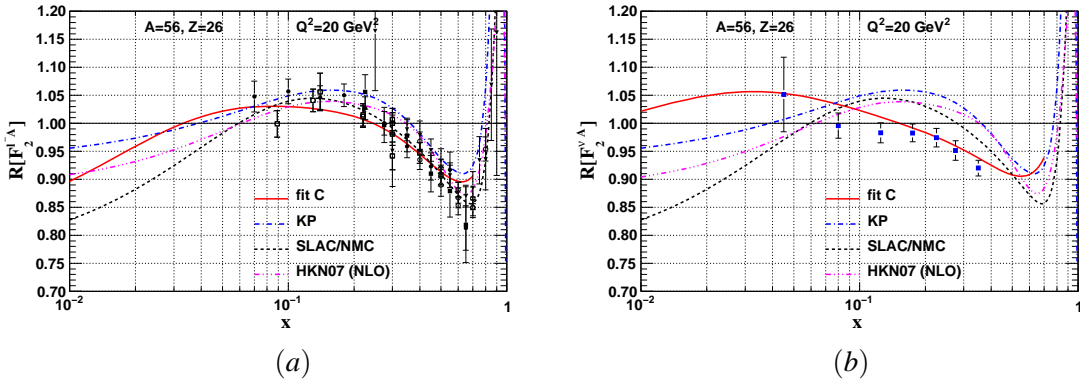 A=56, Z=26 Q²=20 GeV²
R[F₂^{l⁻A}]
1.20
1.15
1.10
1.05
1.00
0.95
0.90
0.85
0.80
0.75
0.70
fit C
KP
SLAC/NMC
HKN07 (NLO)
10⁻² 10⁻¹ 1
x
(a)
A=56, Z=26 Q²=20 GeV²
R[F₂^{νA}]
1.20
1.15
1.10
1.05
1.00
0.95
0.90
0.85
0.80
0.75
0.70
fit C
KP
SLAC/NMC
HKN07 (NLO)
10⁻² 10⁻¹ 1
x
(b)